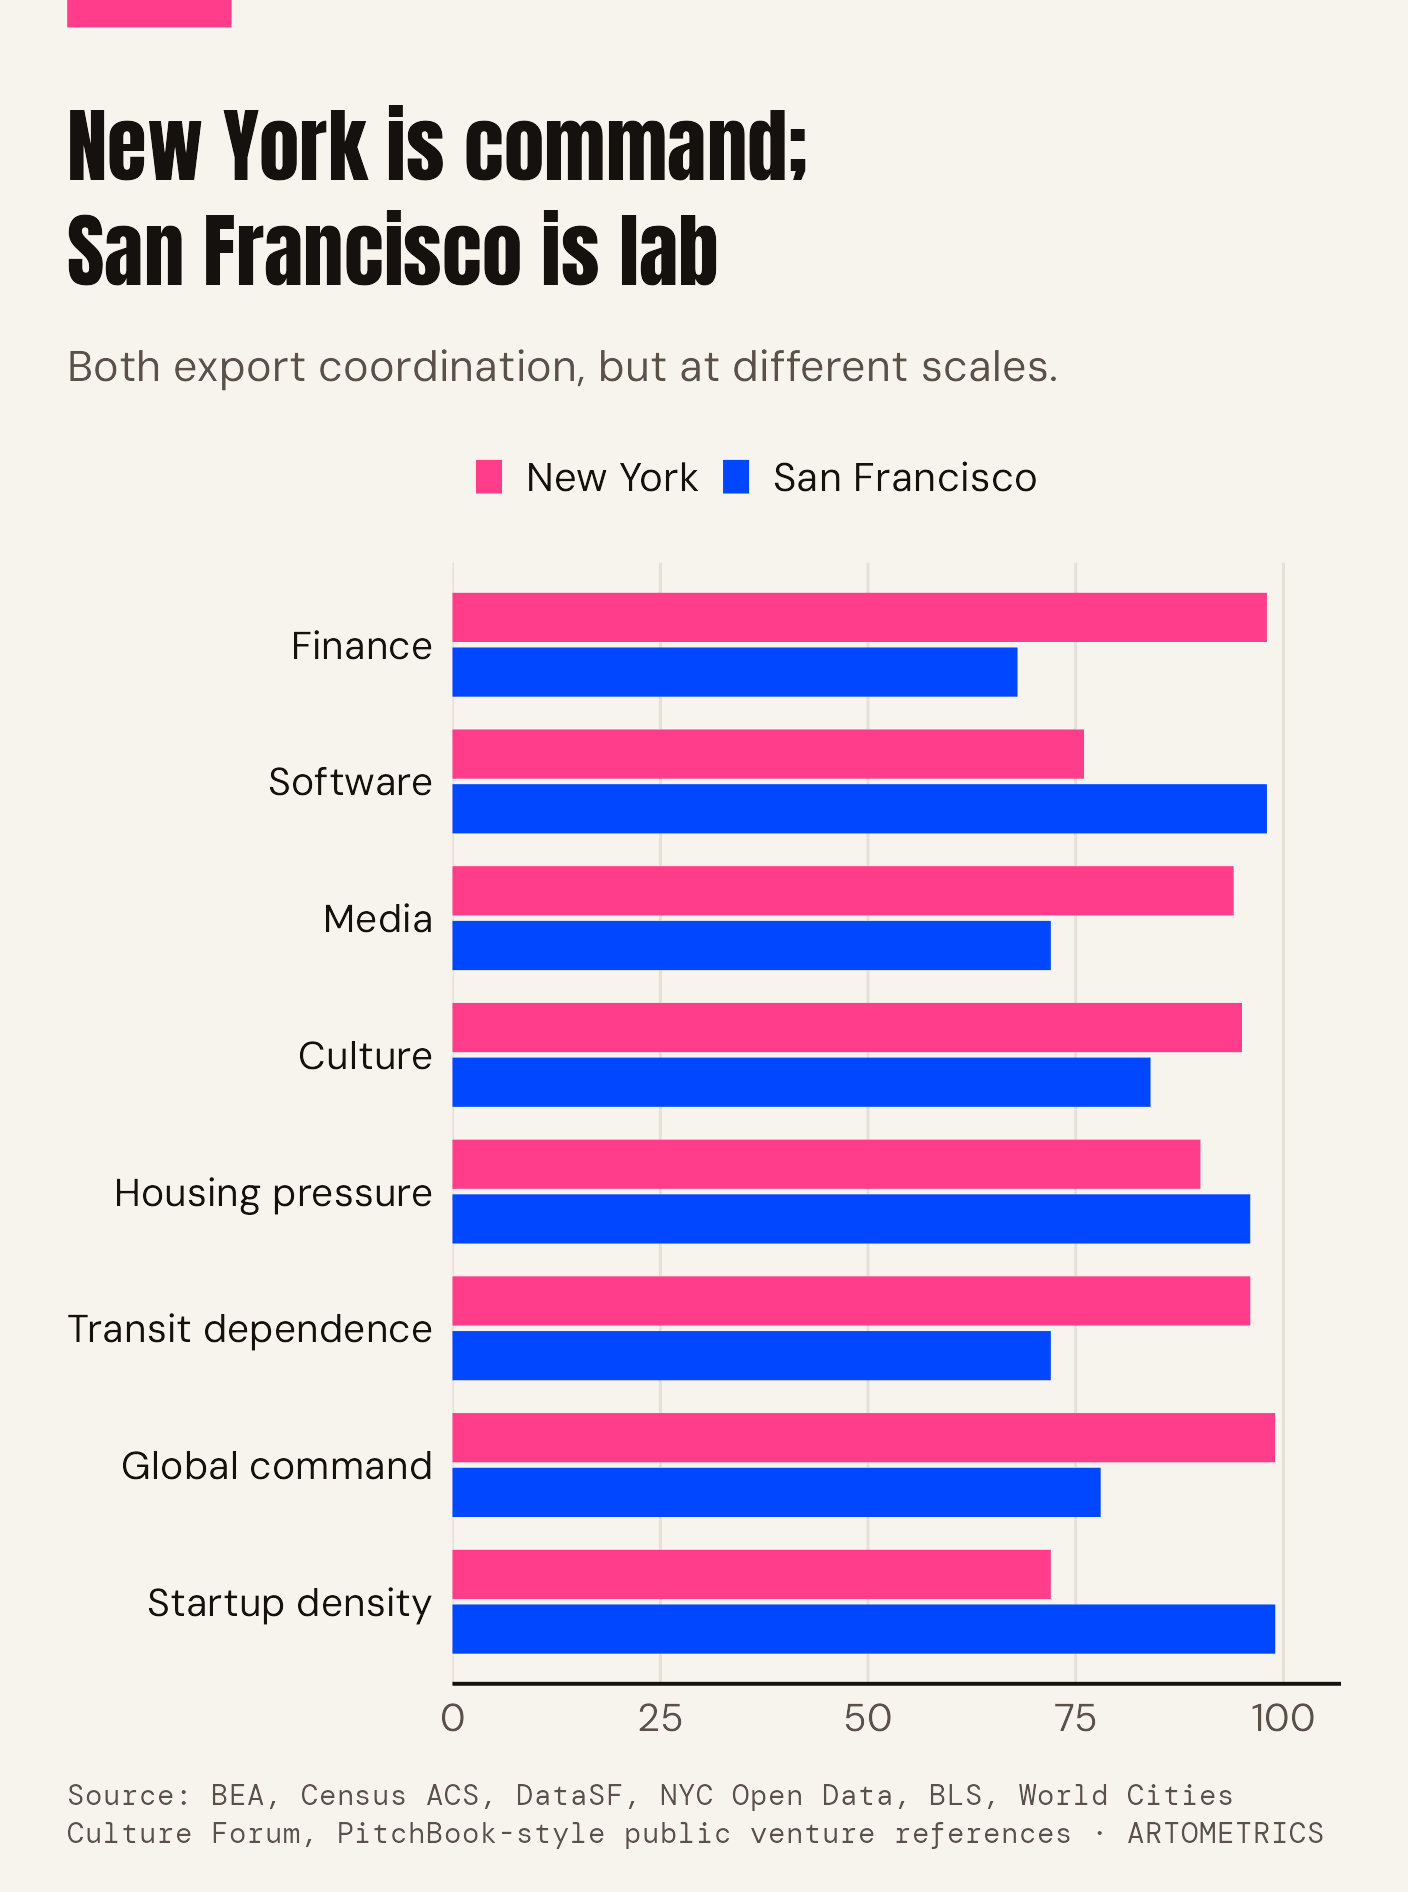 New York is command;
San Francisco is lab
Both export coordination, but at different scales.
New York San Francisco
Finance
Software
Media
Culture
Housing pressure
Transit dependence
Global command
Startup density
0 25 50 75 100
Source: BEA, Census ACS, DataSF, NYC Open Data, BLS, World Cities
Culture Forum, PitchBook-style public venture references · ARTOMETRICS